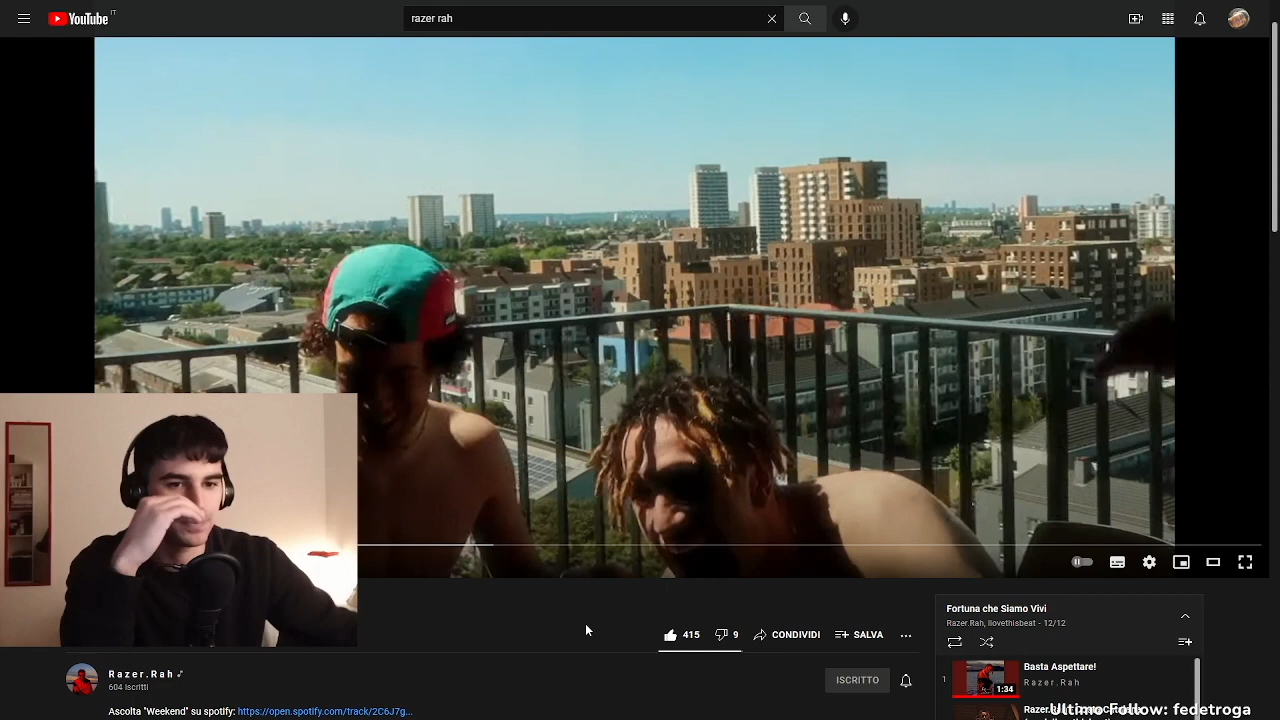 YouTube IT
razer rah
415
9
CONDIVIDI
SALVA
Fortuna che Siamo Vivi
Razer.Rah, ilovethisbeat - 12/12
1
1:34
Basta Aspettare!
Razer.Rah
Razer.Rah
604 iscritti
ISCRITTO
Ultimo Follow: fedetroga
Ascolta "Weekend" su spotify: https://open.spotify.com/track/2C6J7g...